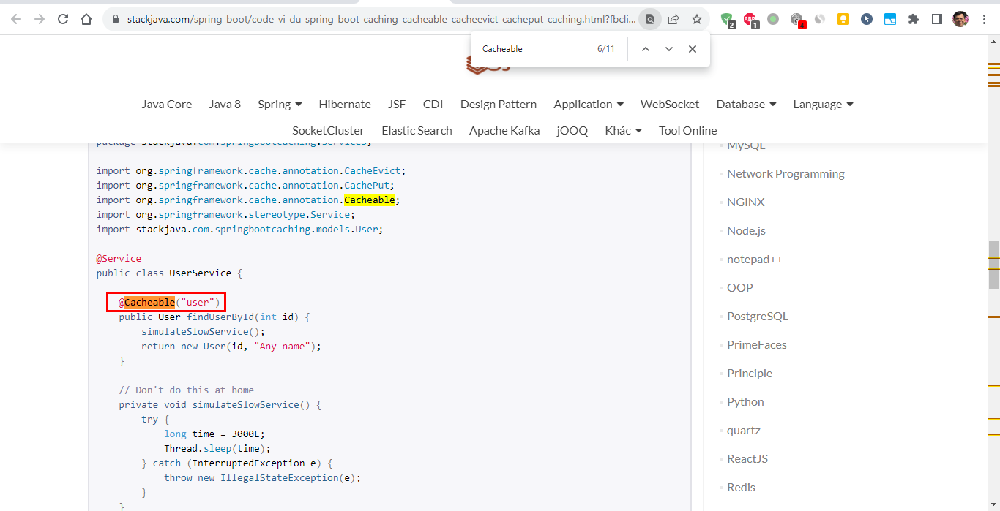 stackjava.com/spring-boot/code-vi-du-spring-boot-caching-cacheable-cacheevict-cacheput-caching.html?fbcli...
2
ABP
1
4
Cacheable
6/11
SJ
Java Core Java 8 Spring Hibernate JSF CDI Design Pattern Application WebSocket Database Language
SocketCluster Elastic Search Apache Kafka jOOQ Khác Tool Online
package stackjava.com.springbootcaching.services;
import org.springframework.cache.annotation.CacheEvict;
import org.springframework.cache.annotation.CachePut;
import org.springframework.cache.annotation.Cacheable;
import org.springframework.stereotype.Service;
import stackjava.com.springbootcaching.models.User;
@Service
public class UserService {
@Cacheable("user")
public User findUserById(int id) {
simulateSlowService();
return new User(id, "Any name");
}
// Don't do this at home
private void simulateSlowService() {
try {
long time = 3000L;
Thread.sleep(time);
} catch (InterruptedException e) {
throw new IllegalStateException(e);
}
}
MySQL
Network Programming
NGINX
Node.js
notepad++
OOP
PostgreSQL
PrimeFaces
Principle
Python
quartz
ReactJS
Redis